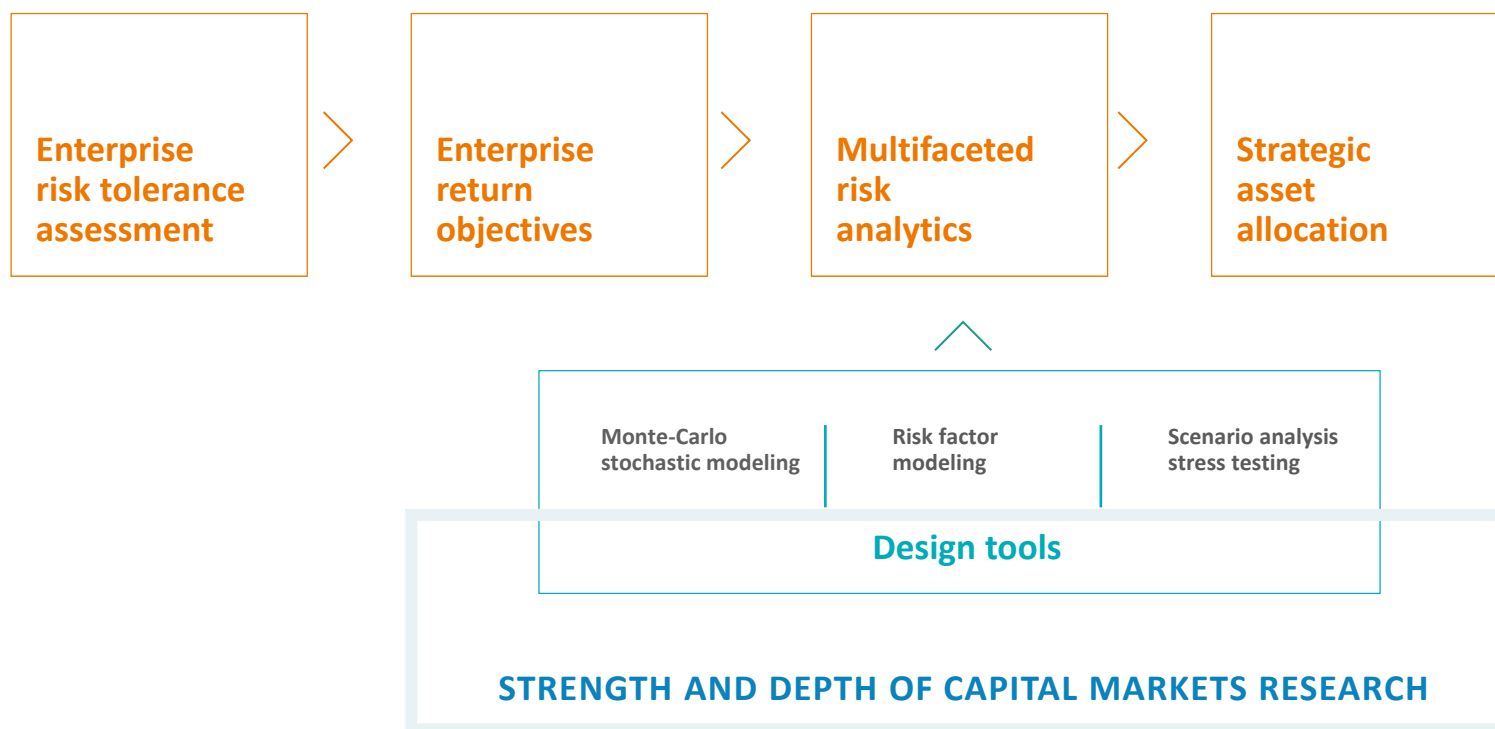 Enterprise
risk tolerance
assessment
Enterprise
return
objectives
Multifaceted
risk
analytics
Strategic
asset
allocation
Monte-Carlo
stochastic modeling
Risk factor
modeling
Scenario analysis
stress testing
Design tools
STRENGTH AND DEPTH OF CAPITAL MARKETS RESEARCH